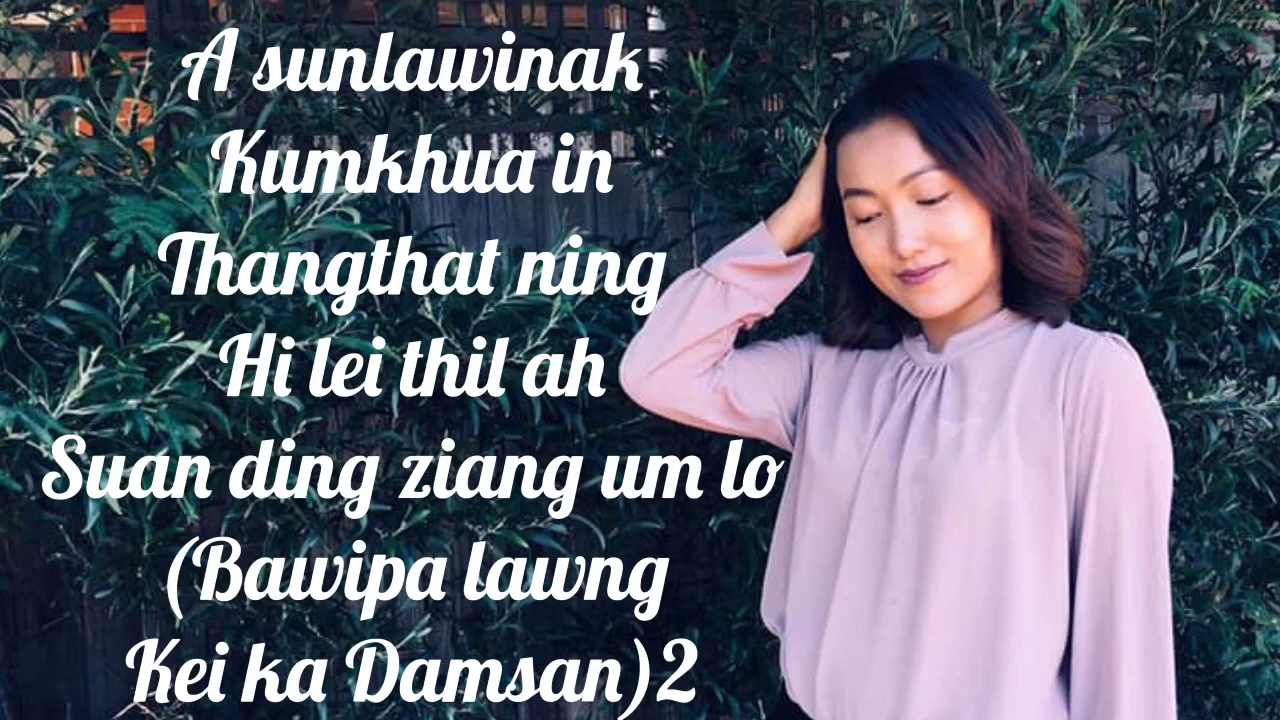 A sunlawinak
Kumkhua in
Thangthat ning
Hi lei thil ah
Suan ding ziang um lo
(Bawipa lawng
Kei ka Damsan)2